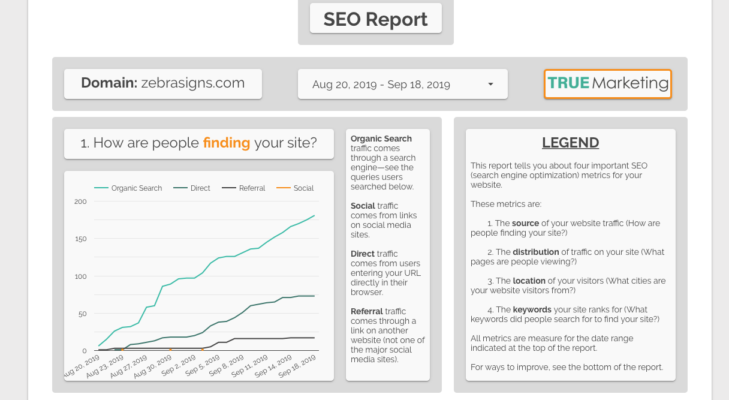 SEO Report
Domain: zebrasigns.com
Aug 20, 2019 - Sep 18, 2019
TRUE Marketing
1. How are people finding your site?
Organic Search
Direct
Referral
Social
200
150
100
50
0
Aug 20, 2019
Aug 23, 2019
Aug 27, 2019
Aug 30, 2019
Sep 2, 2019
Sep 5, 2019
Sep 8, 2019
Sep 11, 2019
Sep 14, 2019
Sep 18, 2019
Organic Search
traffic comes
through a search
engine—see the
queries users
searched below.
Social traffic
comes from links
on social media
sites.
Direct traffic
comes from users
entering your URL
directly in their
browser.
Referral traffic
comes through a
link on another
website (not one of
the major social
media sites).
LEGEND
This report tells you about four important SEO
(search engine optimization) metrics for your
website.
These metrics are:
1. The source of your website traffic (How are
people finding your site?)
2. The distribution of traffic on your site (What
pages are people viewing?)
3. The location of your visitors (What cities are
your website visitors from?)
4. The keywords your site ranks for (What
keywords did people search for to find your site?)
All metrics are measure for the date range
indicated at the top of the report.
For ways to improve, see the bottom of the report.